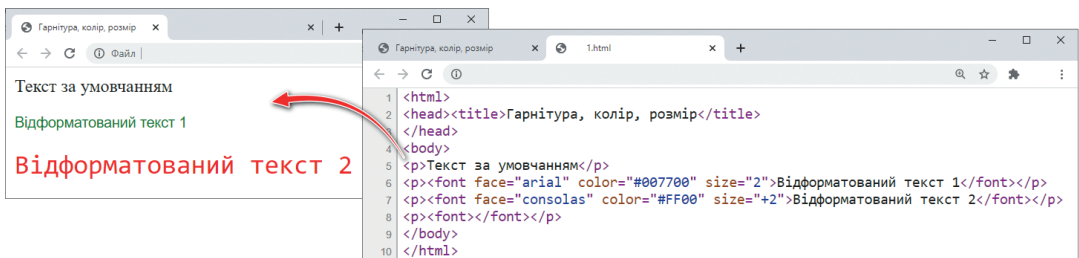 Гарнітура, колір, розмір
Файл
Текст за умовчанням
Відформатований текст 1
Відформатований текст 2
Гарнітура, колір, розмір
1.html
1 <html>
2 <head><title>Гарнітура, колір, розмір</title>
3 </head>
4 <body>
5 <p>Текст за умовчанням</p>
6 <p><font face="arial" color="#007700" size="2">Відформатований текст 1</font></p>
7 <p><font face="consolas" color="#FF00" size="+2">Відформатований текст 2</font></p>
8 <p><font></font></p>
9 </body>
10 </html>